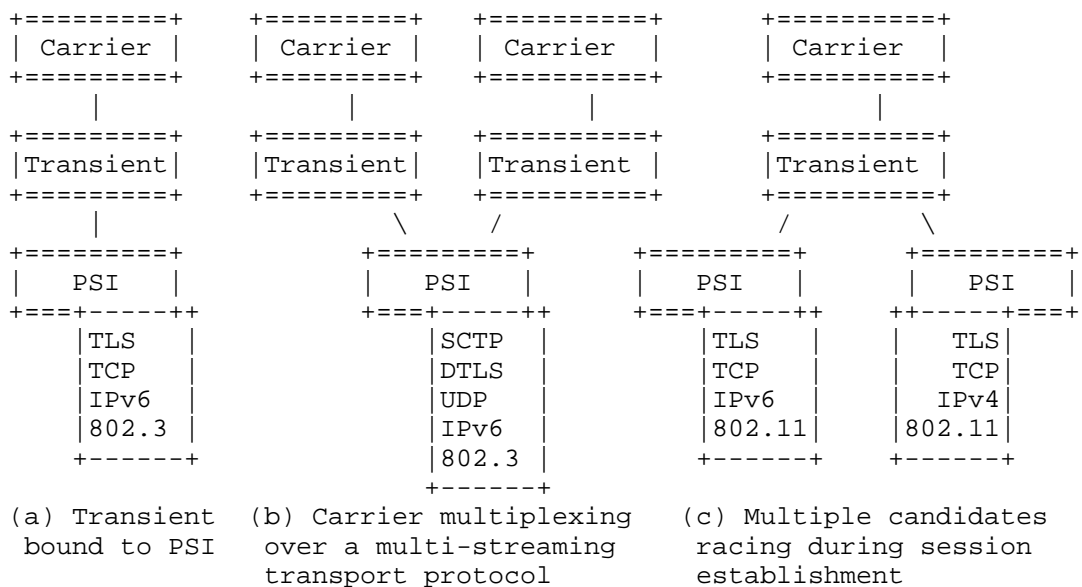 Carrier Carrier Carrier Carrier
Transient Transient Transient Transient
PSI PSI PSI PSI
TLS SCTP TLS TLS
TCP DTLS TCP TCP
IPv6 UDP IPv6 IPv4
802.3 IPv6 802.11 802.11
802.3
(a) Transient (b) Carrier multiplexing (c) Multiple candidates
bound to PSI over a multi-streaming racing during session
transport protocol establishment